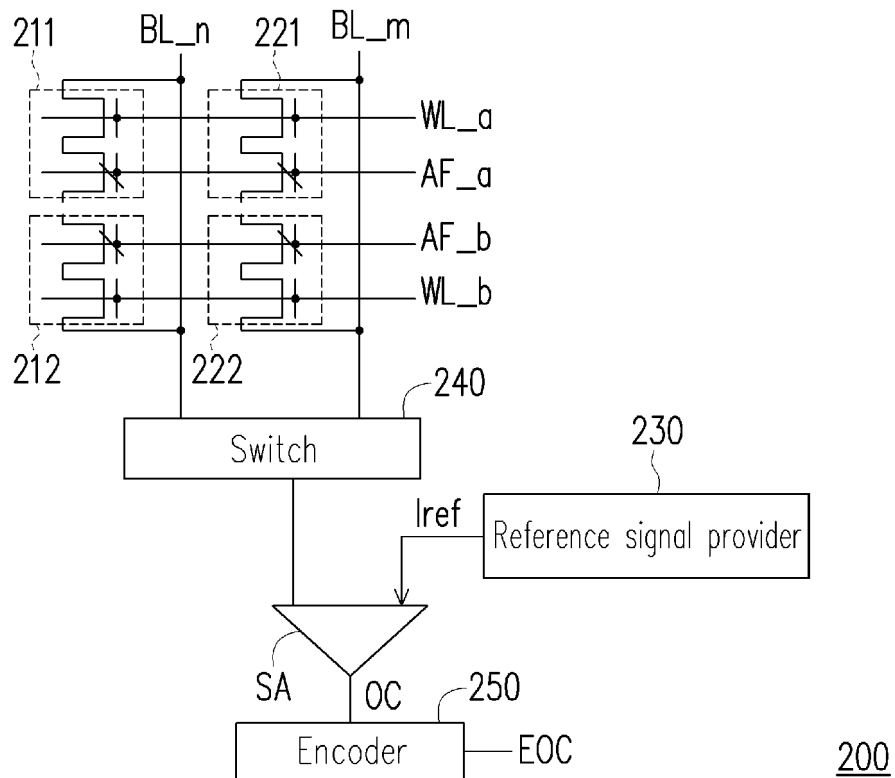 211
BL_n
221
BL_m
WL_a
AF_a
AF_b
WL_b
212
222
240
Switch
230
Iref
Reference signal provider
SA
OC
250
Encoder
EOC
200